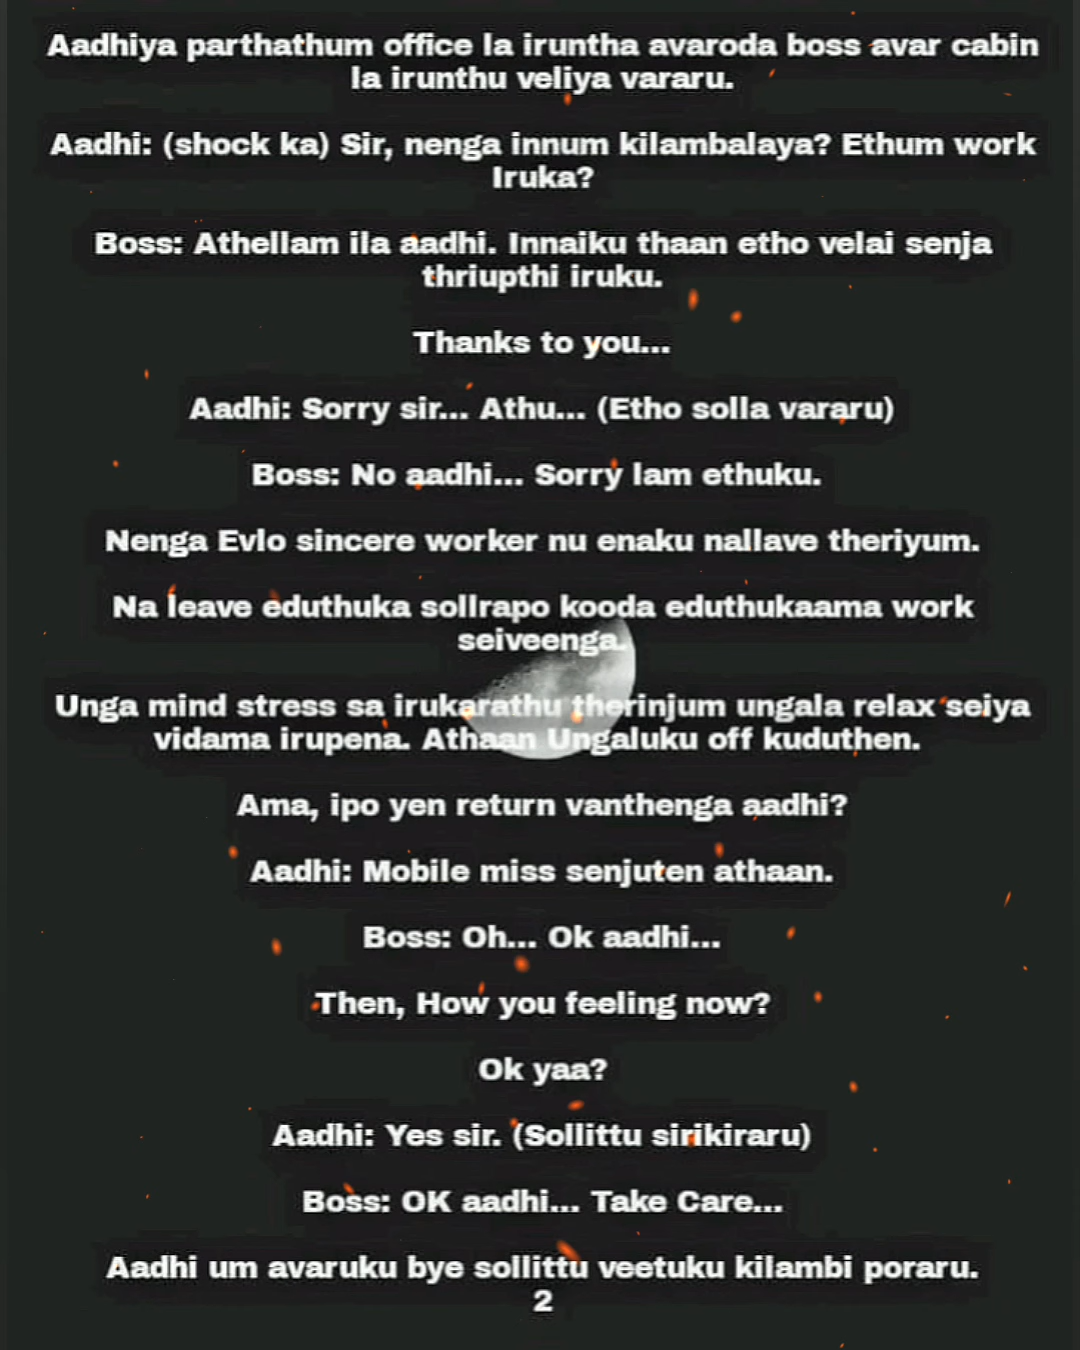 Aadhiya parthathum office la iruntha avaroda boss avar cabin
la irunthu veliya vararu.
Aadhi: (shock ka) Sir, nenga innum kilambalaya? Ethum work
Iruka?
Boss: Athellam ila aadhi. Innaiku thaan etho velai senja
thriupthi iruku.
Thanks to you...
Aadhi: Sorry sir... Athu... (Etho solla vararu)
Boss: No aadhi... Sorry lam ethuku.
Nenga Evlo sincere worker nu enaku nallave theriyum.
Na leave eduthuka sollrapo kooda eduthukaama work
seiveenga.
Unga mind stress sa irukarathu therinjum ungala relax seiya
vidama irupena. Athaan Ungaluku off kuduthen.
Ama, ipo yen return vanthenga aadhi?
Aadhi: Mobile miss senjuten athaan.
Boss: Oh... Ok aadhi...
Then, How you feeling now?
Ok yaa?
Aadhi: Yes sir. (Sollittu sirikiraru)
Boss: OK aadhi... Take Care...
Aadhi um avaruku bye sollittu veetuku kilambi poraru.
2